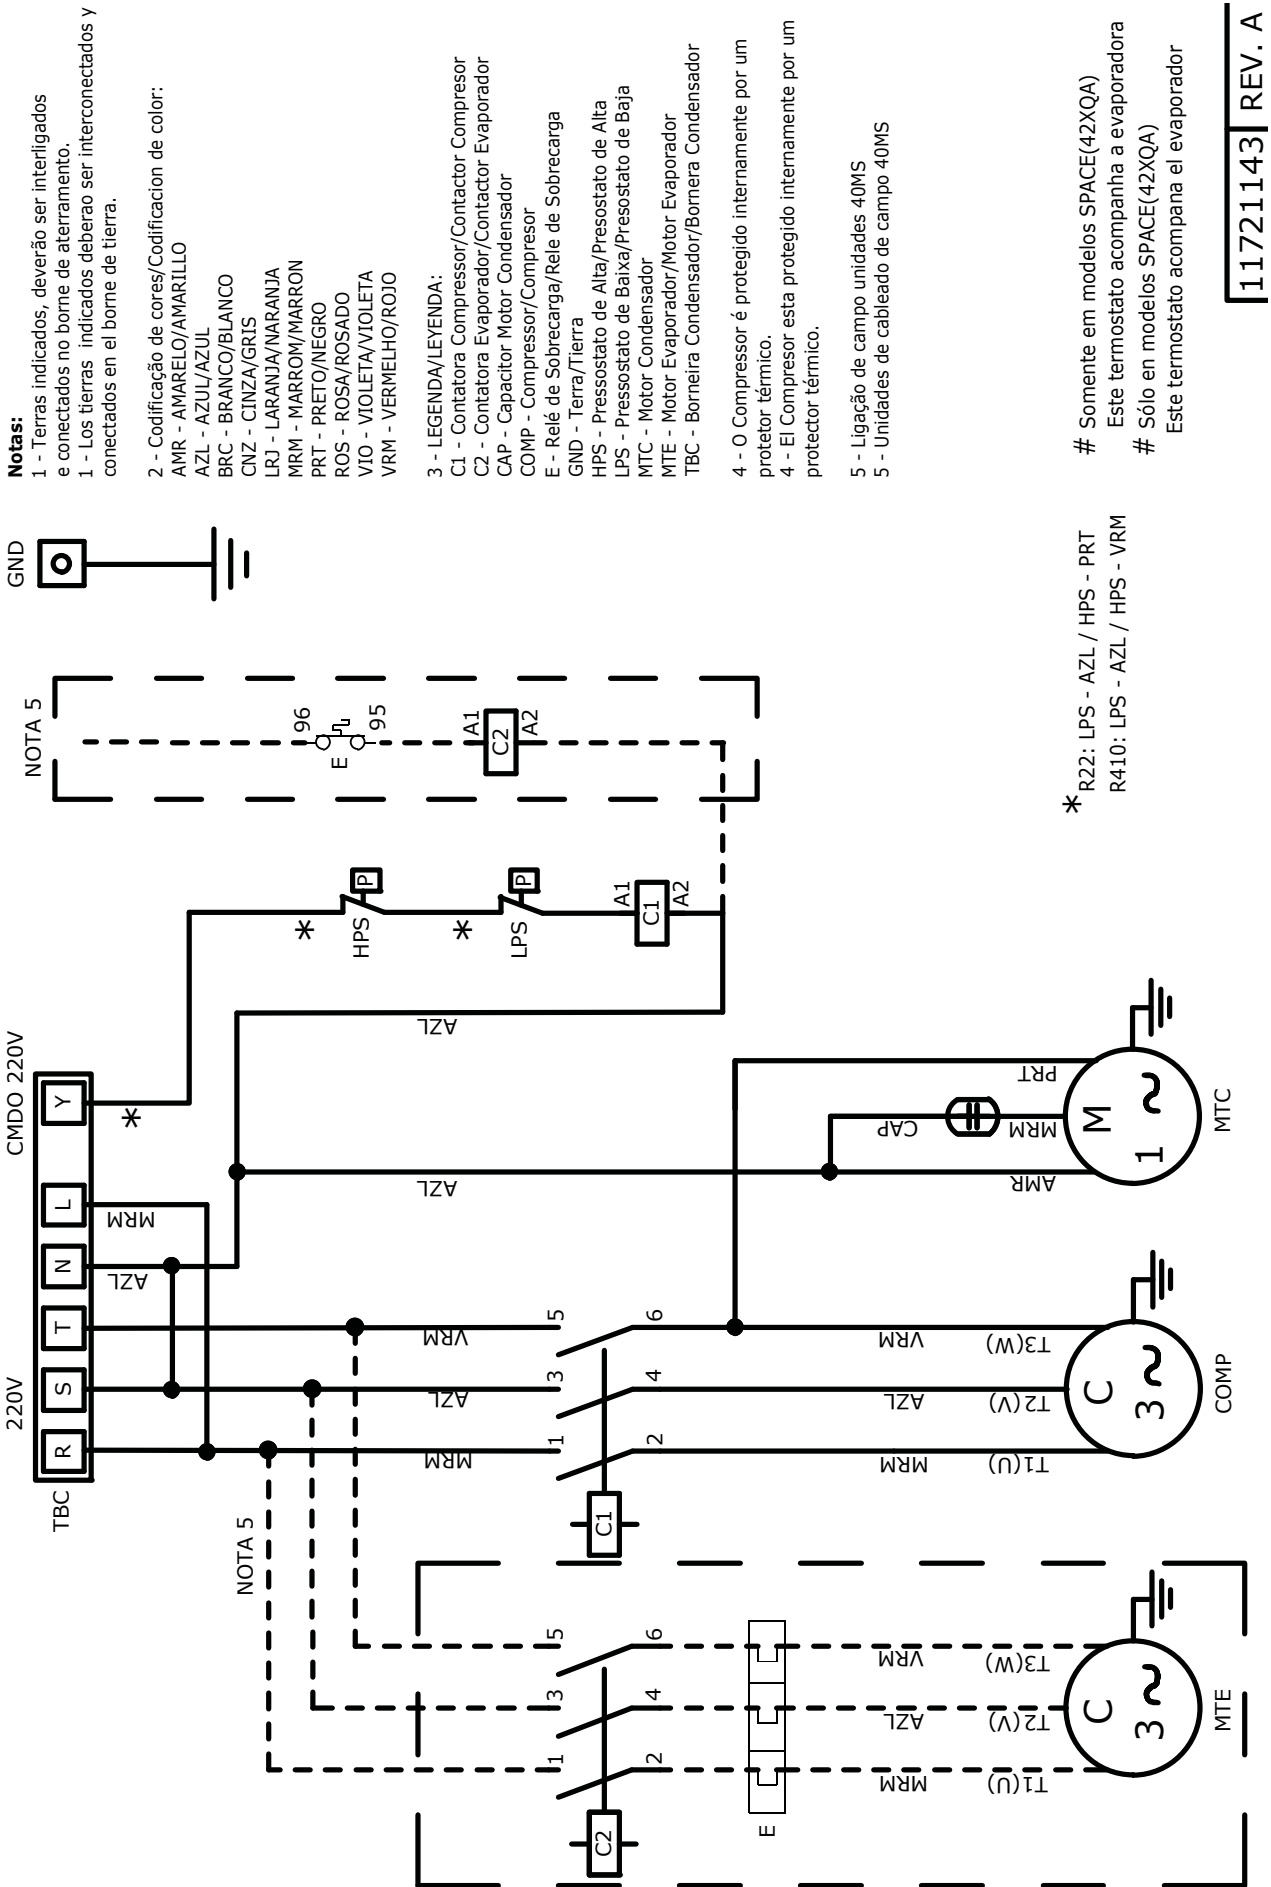 Notas:
1 - Terras indicados, deverão ser interligados
e conectados no borne de aterramento.
1 - Los tierras indicados deberao ser interconectados y
conectados en el borne de tierra.
2 - Codificação de cores/Codificacion de color:
AMR - AMARELO/AMARILLO
AZL - AZUL/AZUL
BRC - BRANCO/BLANCO
CNZ - CINZA/GRIS
LRJ - LARANJA/NARANJA
MRM - MARROM/MARRON
PRT - PRETO/NEGRO
ROS - ROSA/ROSADO
VIO - VIOLETA/VIOLETA
VRM - VERMELHO/ROJO
3 - LEGENDA/LEYENDA:
C1 - Contatora Compressor/Contactor Compresor
C2 - Contatora Evaporador/Contactor Evaporador
CAP - Capacitor Motor Condensador
COMP - Compressor/Compresor
E - Relé de Sobrecarga/Rele de Sobrecarga
GND - Terra/Tierra
HPS - Pressostato de Alta/Presostato de Alta
LPS - Pressostato de Baixa/Presostato de Baja
MTC - Motor Condensador
MTE - Motor Evaporador/Motor Evaporador
TBC - Borneira Condensador/Bornera Condensador
4 - O Compressor é protegido internamente por um
protetor térmico.
4 - El Compresor esta protegido internamente por um
protector térmico.
5 - Ligação de campo unidades 40MS
5 - Unidades de cableado de campo 40MS
# Somente em modelos SPACE(42XQA)
Este termostato acompanha a evaporadora
# Sólo en modelos SPACE(42XQA)
Este termostato acompana el evaporador
11721143 REV. A
GND
NOTA 5
96
95
E
A1
C2
A2
* R22: LPS - AZL / HPS - PRT
R410: LPS - AZL / HPS - VRM
CMDO 220V
220V
TBC
R
S
T
N
L
Y
*
*
HPS
P
*
LPS
P
A1
C1
A2
AZL
MRM
AZL
AZL
PRT
CAP
MRM
AMR
M
1
MTC
VRM
AZL
MRM
5
3
1
6
4
2
C1
VRM
AZL
MRM
T3(W)
T2(V)
T1(U)
C
3
COMP
NOTA 5
5
3
1
6
4
2
C2
E
VRM
AZL
MRM
T3(W)
T2(V)
T1(U)
C
3
MTE